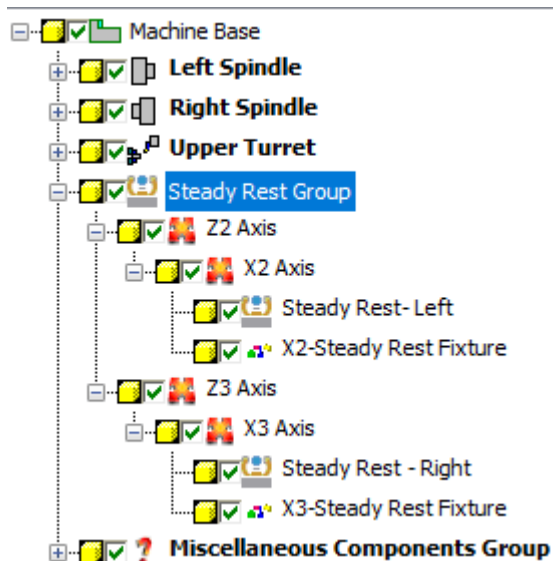 Machine Base
Left Spindle
Right Spindle
Upper Turret
Steady Rest Group
Z2 Axis
X2 Axis
Steady Rest- Left
X2-Steady Rest Fixture
Z3 Axis
X3 Axis
Steady Rest - Right
X3-Steady Rest Fixture
Miscellaneous Components Group